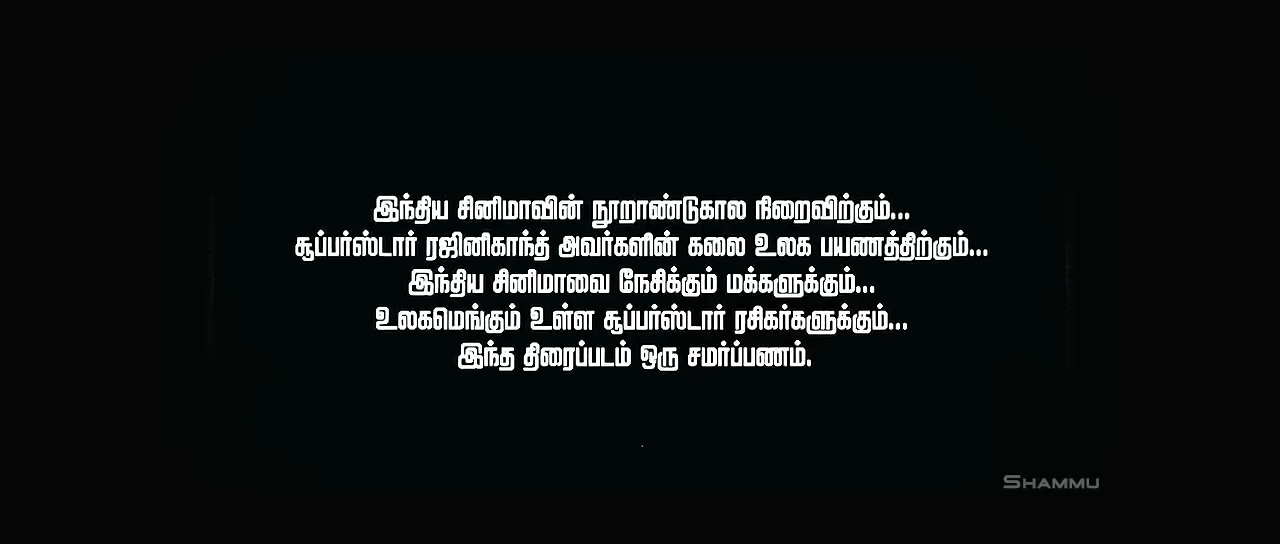 இந்திய சினிமாவின் நூறாண்டுகால நிறைவிற்கும்...
சூப்பர்ஸ்டார் ரஜினிகாந்த் அவர்களின் கலை உலக பயணத்திற்கும்...
இந்திய சினிமாவை நேசிக்கும் மக்களுக்கும்...
உலகமெங்கும் உள்ள சூப்பர்ஸ்டார் ரசிகர்களுக்கும்...
இந்த திரைப்படம் ஒரு சமர்ப்பணம்.
SHAMMU